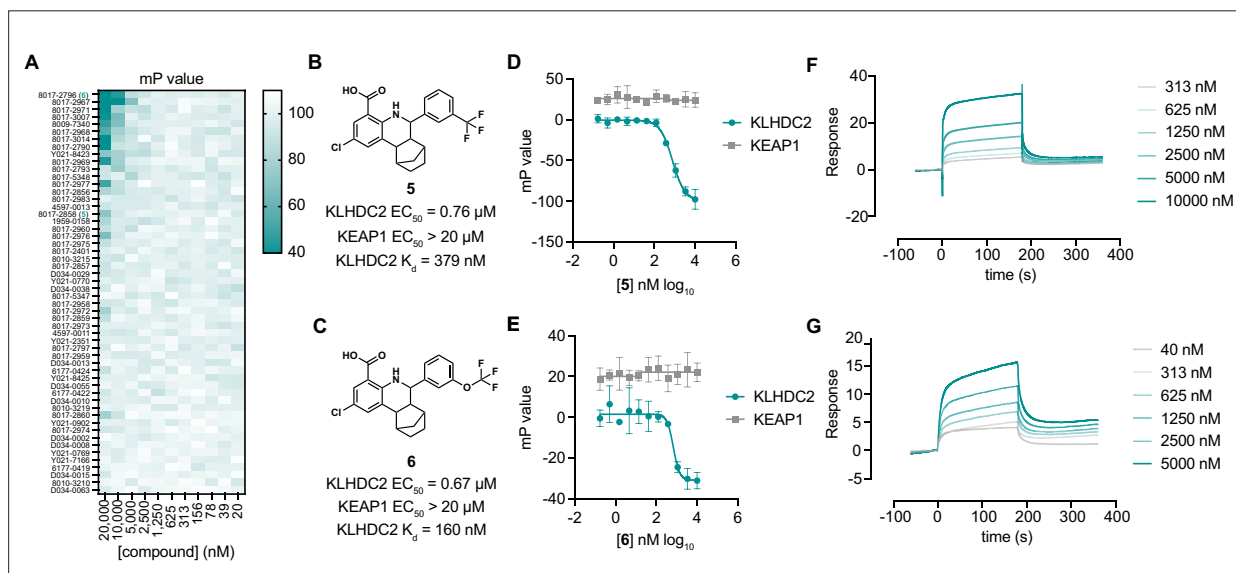 A
mP value
8017-2796 (6)
8017-2967
8017-2971
8017-3007
8009-7340
8017-2968
8017-3014
8017-2790
Y021-8423
8017-2969
8017-2793
8017-5348
8017-2977
8017-2856
8017-2983
4597-0013
8017-2858 (5)
1959-0158
8017-2960
8017-2976
8017-2975
8017-2401
8010-3215
8017-2857
D034-0029
Y021-0770
D034-0038
8017-5347
8017-2958
8017-2972
8017-2859
8017-2973
4597-0011
Y021-2351
8017-2797
8017-2959
D034-0013
6177-0424
Y021-8425
D034-0055
6177-0422
D034-0010
8010-3219
8017-2860
Y021-0902
8017-2974
D034-0002
D034-0008
Y021-0769
Y021-7166
6177-0419
D034-0015
8010-3210
D034-0063
20,000
10,000
5,000
2,500
1,250
625
313
156
78
39
20
[compound] (nM)
100
80
60
40
B
HO
O
H
N
F
F
F
Cl
5
KLHDC2 EC50 = 0.76 µM
KEAP1 EC50 > 20 µM
KLHDC2 Kd = 379 nM
C
HO
O
H
N
O
F
F
F
Cl
6
KLHDC2 EC50 = 0.67 µM
KEAP1 EC50 > 20 µM
KLHDC2 Kd = 160 nM
D
mP value
50
0
-50
-100
-150
-2
0
2
4
6
[5] nM log10
KLHDC2
KEAP1
E
mP value
40
20
0
-20
-40
-2
0
2
4
6
[6] nM log10
KLHDC2
KEAP1
F
Response
40
20
0
-20
-100
0
100
200
300
400
time (s)
313 nM
625 nM
1250 nM
2500 nM
5000 nM
10000 nM
G
Response
20
15
10
5
0
-5
-100
0
100
200
300
400
time (s)
40 nM
313 nM
625 nM
1250 nM
2500 nM
5000 nM